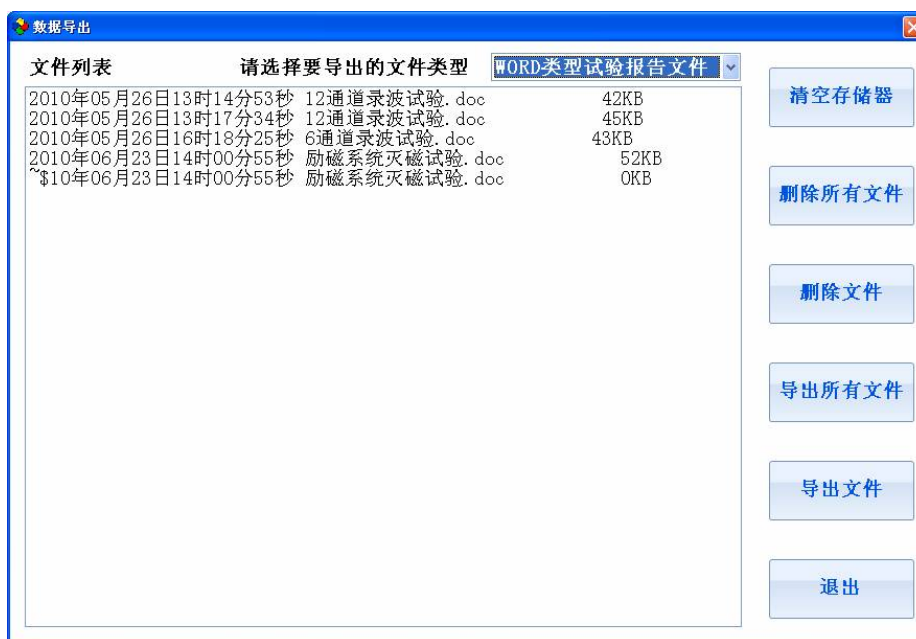 数据导出
文件列表 请选择要导出的文件类型 WORD类型试验报告文件
2010年05月26日13时14分53秒 12通道录波试验.doc 42KB
2010年05月26日13时17分34秒 12通道录波试验.doc 45KB
2010年05月26日16时18分25秒 6通道录波试验.doc 43KB
2010年06月23日14时00分55秒 励磁系统灭磁试验.doc 52KB
~$10年06月23日14时00分55秒 励磁系统灭磁试验.doc 0KB
清空存储器
删除所有文件
删除文件
导出所有文件
导出文件
退出